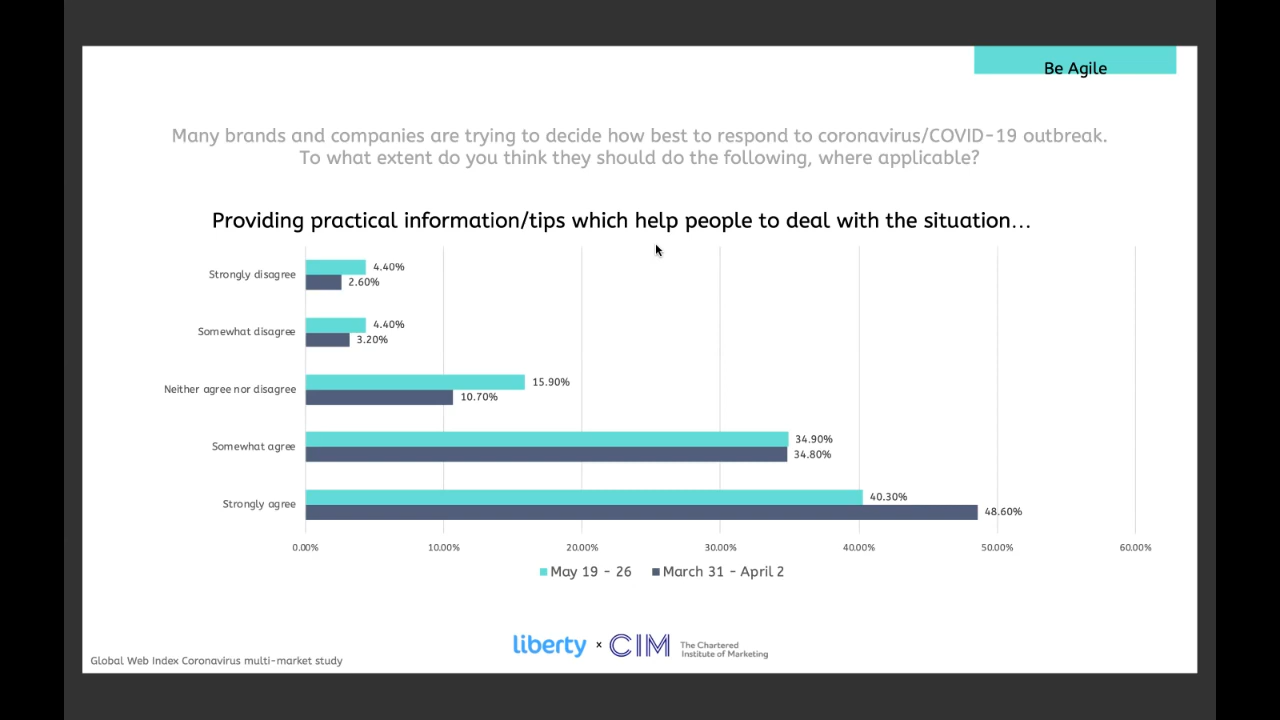 Be Agile
Many brands and companies are trying to decide how best to respond to coronavirus/COVID-19 outbreak.
To what extent do you think they should do the following, where applicable?
Providing practical information/tips which help people to deal with the situation...
Strongly disagree
4.40%
2.60%
Somewhat disagree
4.40%
3.20%
Neither agree nor disagree
15.90%
10.70%
Somewhat agree
34.90%
34.80%
Strongly agree
40.30%
48.60%
0.00% 10.00% 20.00% 30.00% 40.00% 50.00% 60.00%
May 19 - 26 March 31 - April 2
liberty x CIM The Chartered
Institute of Marketing
Global Web Index Coronavirus multi-market study